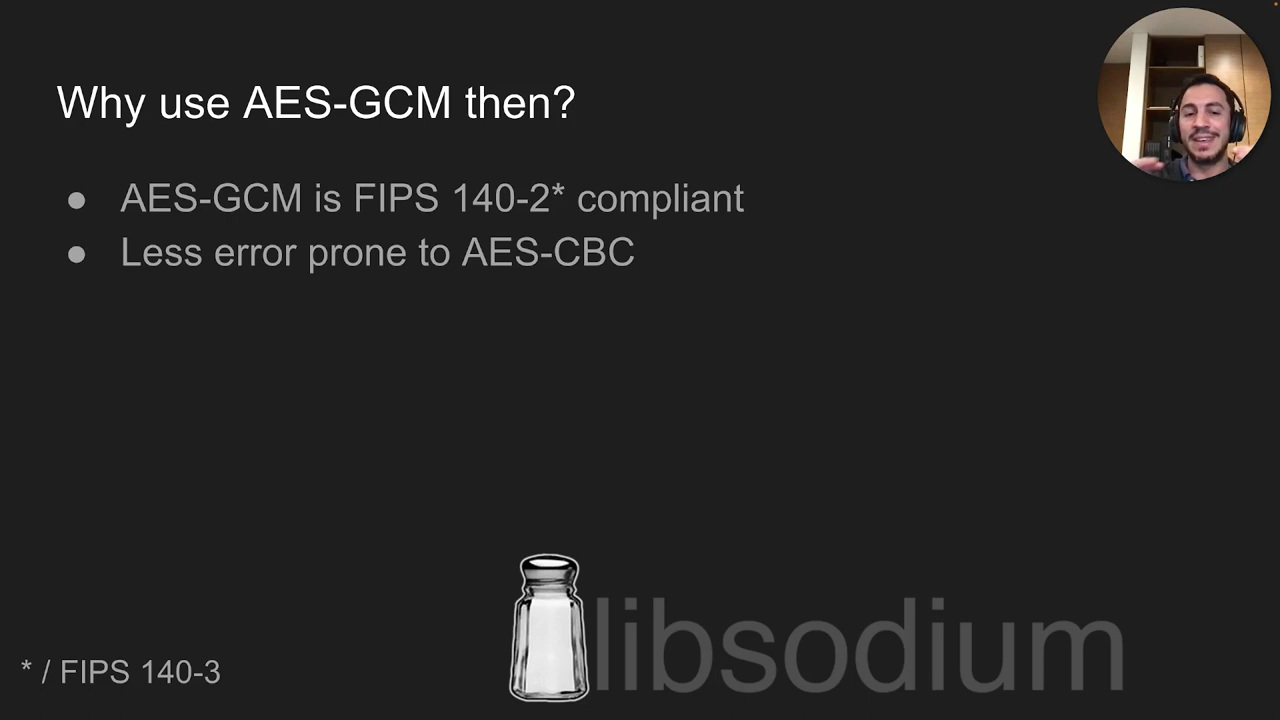 Why use AES-GCM then?
● AES-GCM is FIPS 140-2* compliant
● Less error prone to AES-CBC
libsodium
* / FIPS 140-3